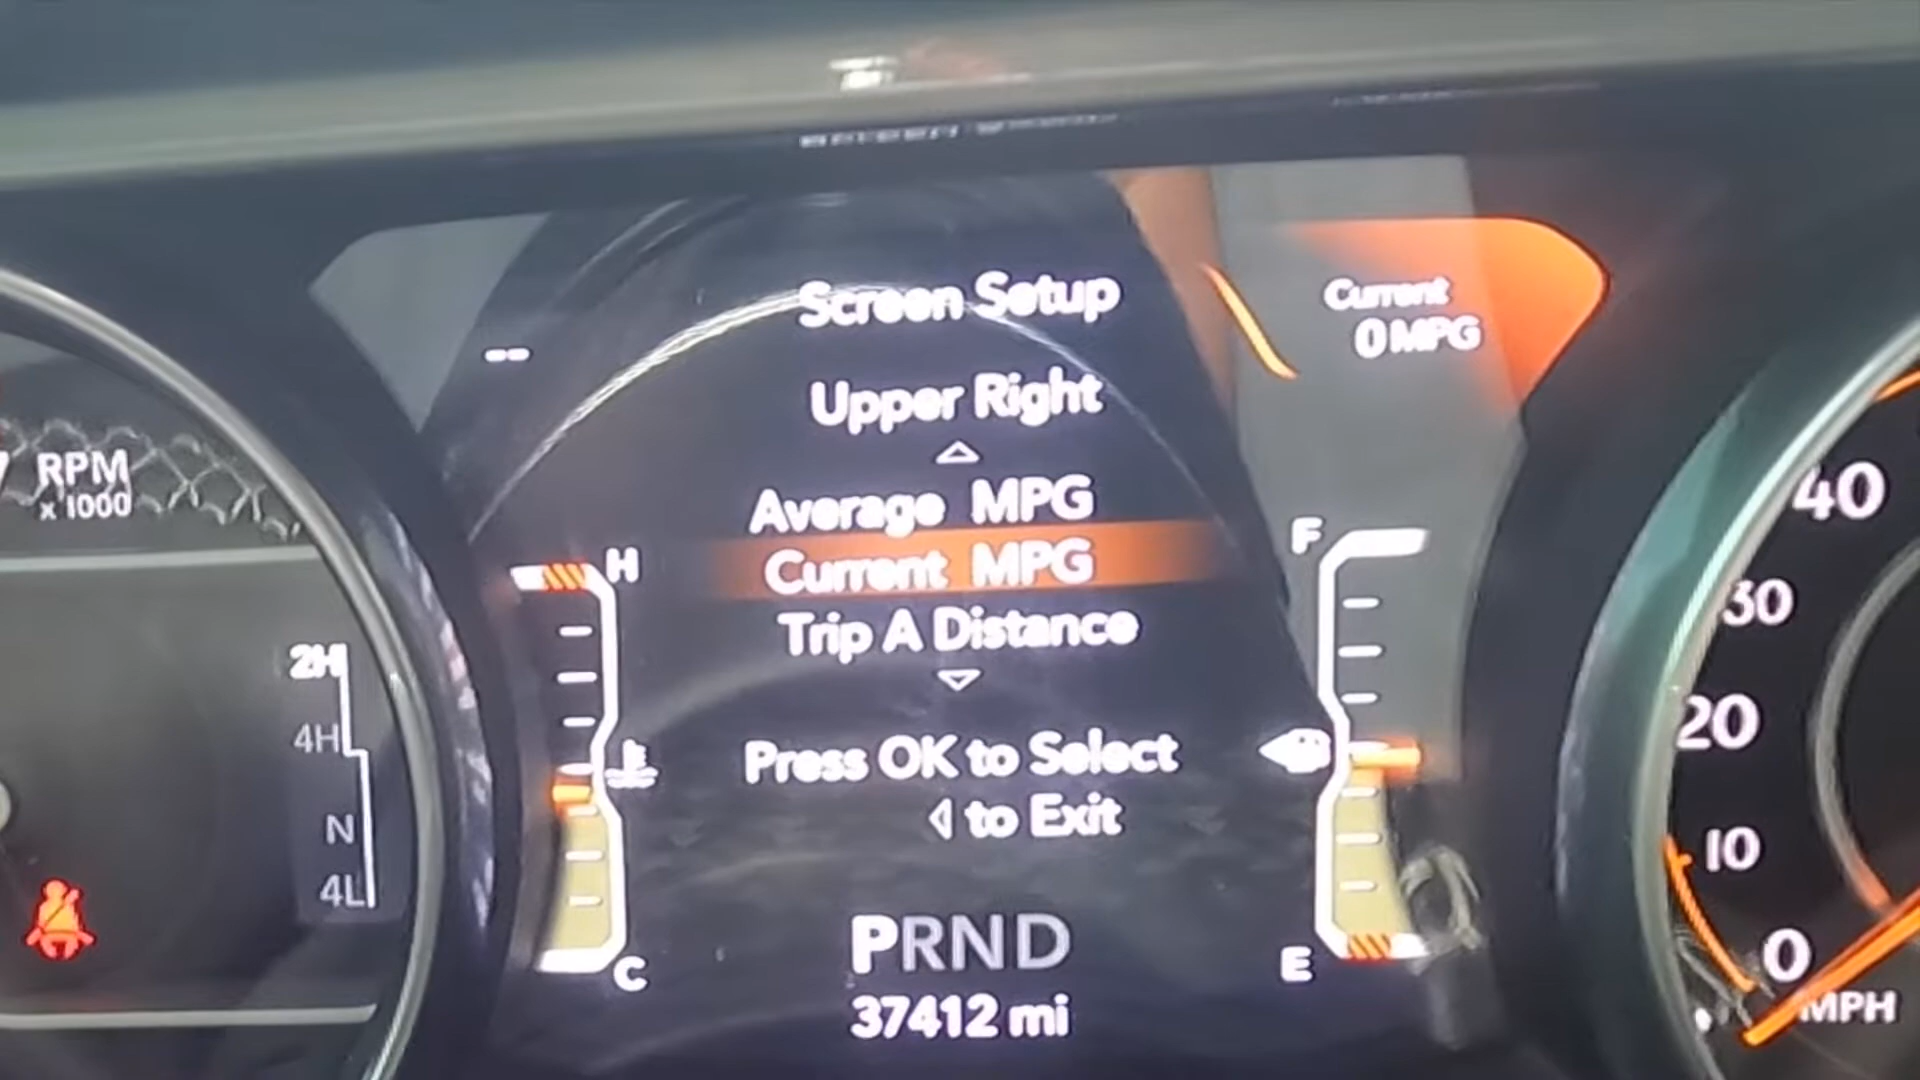 Screen Setup
Current
0 MPG
--
Upper Right
Average MPG
Current MPG
Trip A Distance
Press OK to Select
to Exit
PRND
37412 mi
RPM
x 1000
2H
4H
N
4L
H
C
F
E
40
30
20
10
0
MPH